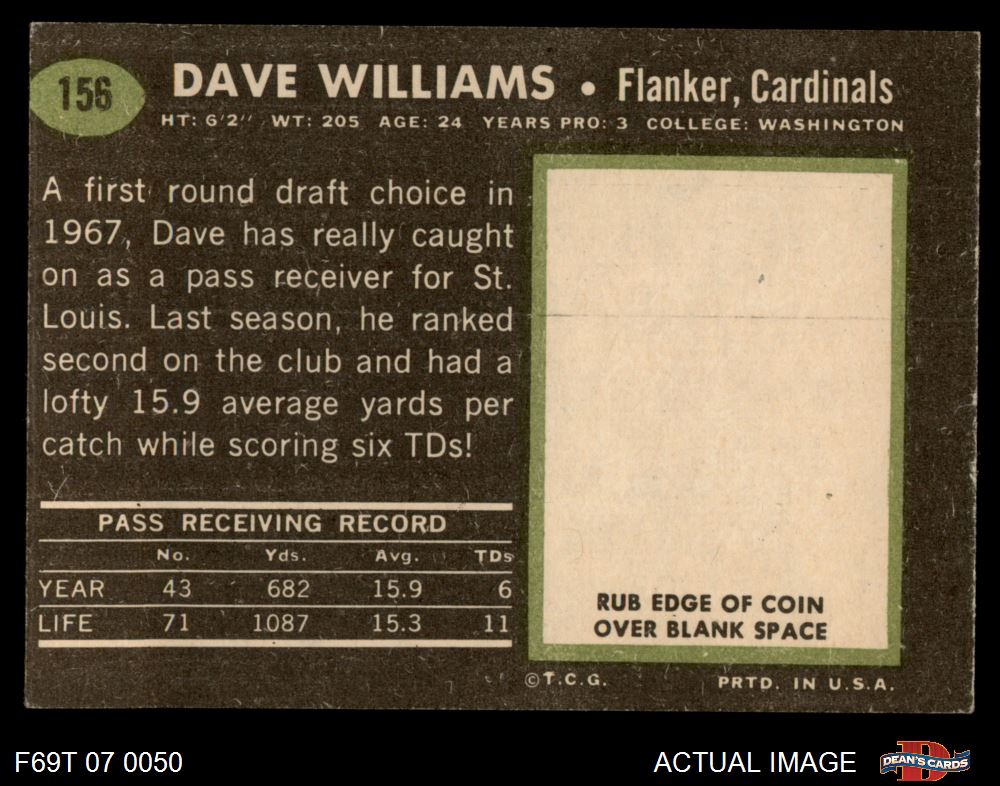 156
DAVE WILLIAMS • Flanker, Cardinals
HT: 6'2" WT: 205 AGE: 24 YEARS PRO: 3 COLLEGE: WASHINGTON
A first round draft choice in
1967, Dave has really caught
on as a pass receiver for St.
Louis. Last season, he ranked
second on the club and had a
lofty 15.9 average yards per
catch while scoring six TDs!
PASS RECEIVING RECORD
No. Yds. Avg. TDs
YEAR 43 682 15.9 6
LIFE 71 1087 15.3 11
RUB EDGE OF COIN
OVER BLANK SPACE
©T.C.G. PRTD. IN U.S.A.
F69T 07 0050 ACTUAL IMAGE
D
DEAN'S CARDS